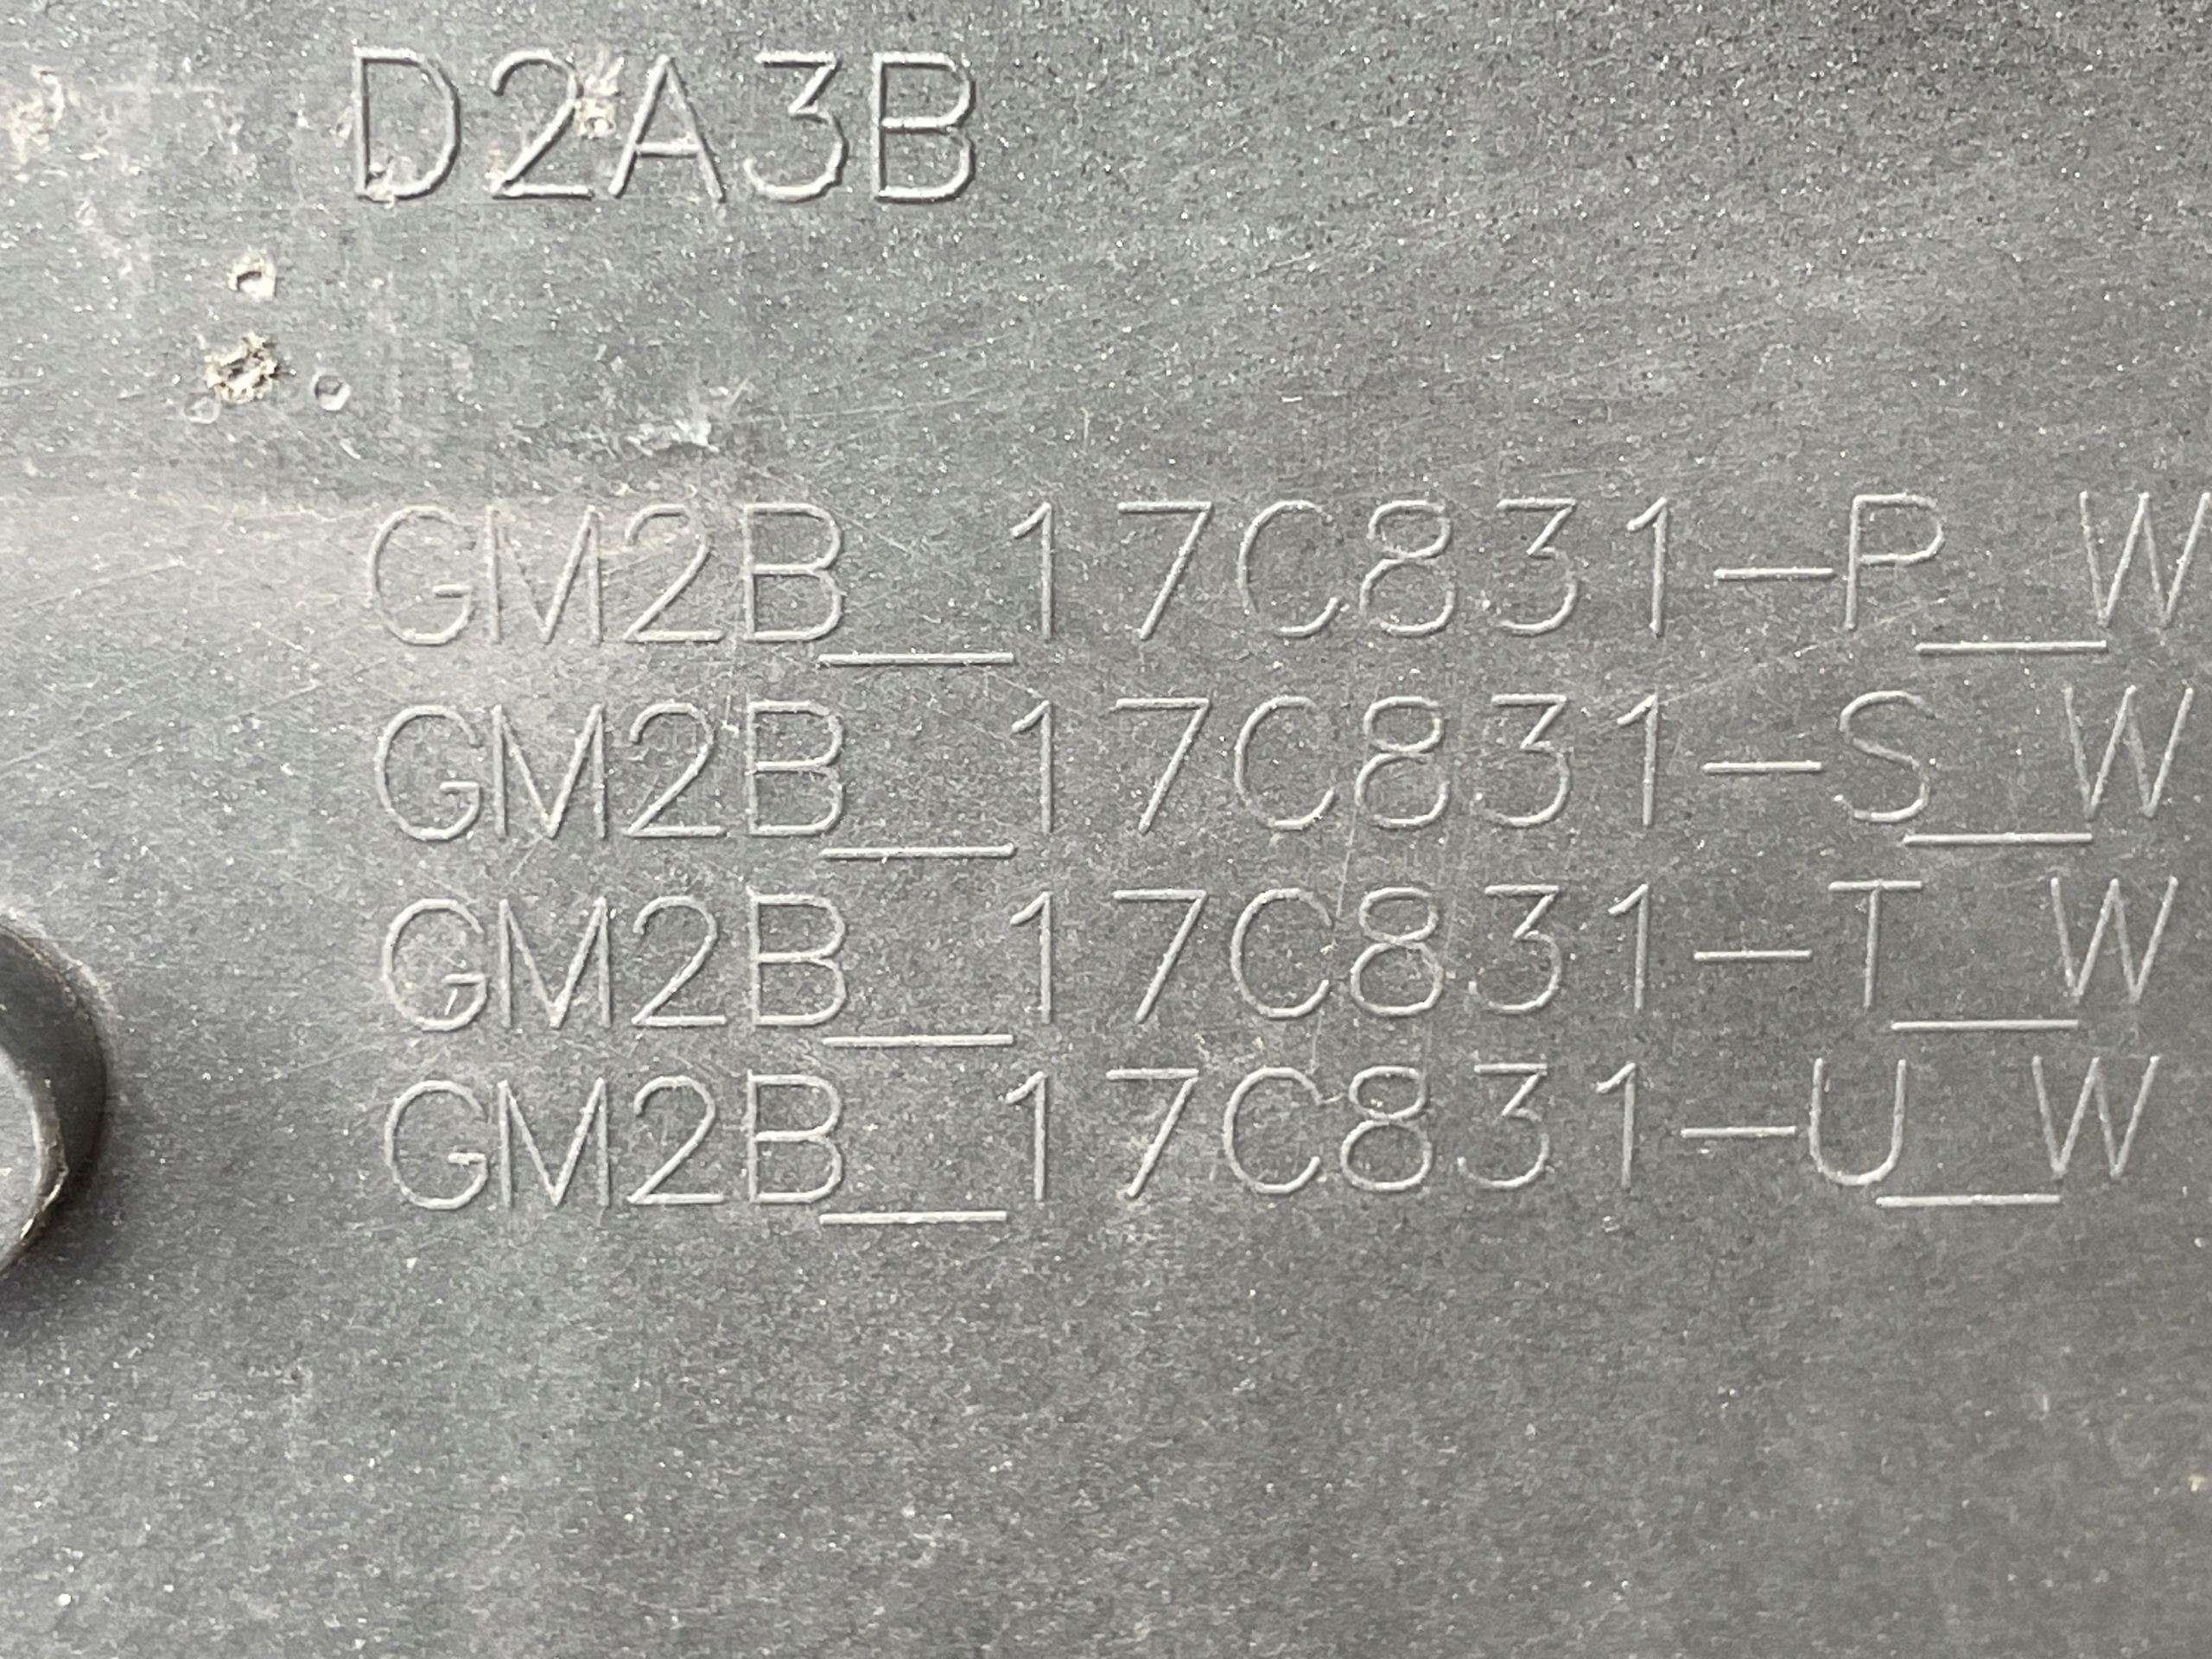 D2A3B
GM2B_17C831-P_W
GM2B_17C831-S_W
GM2B_17C831-T_W
GM2B_17C831-U_W